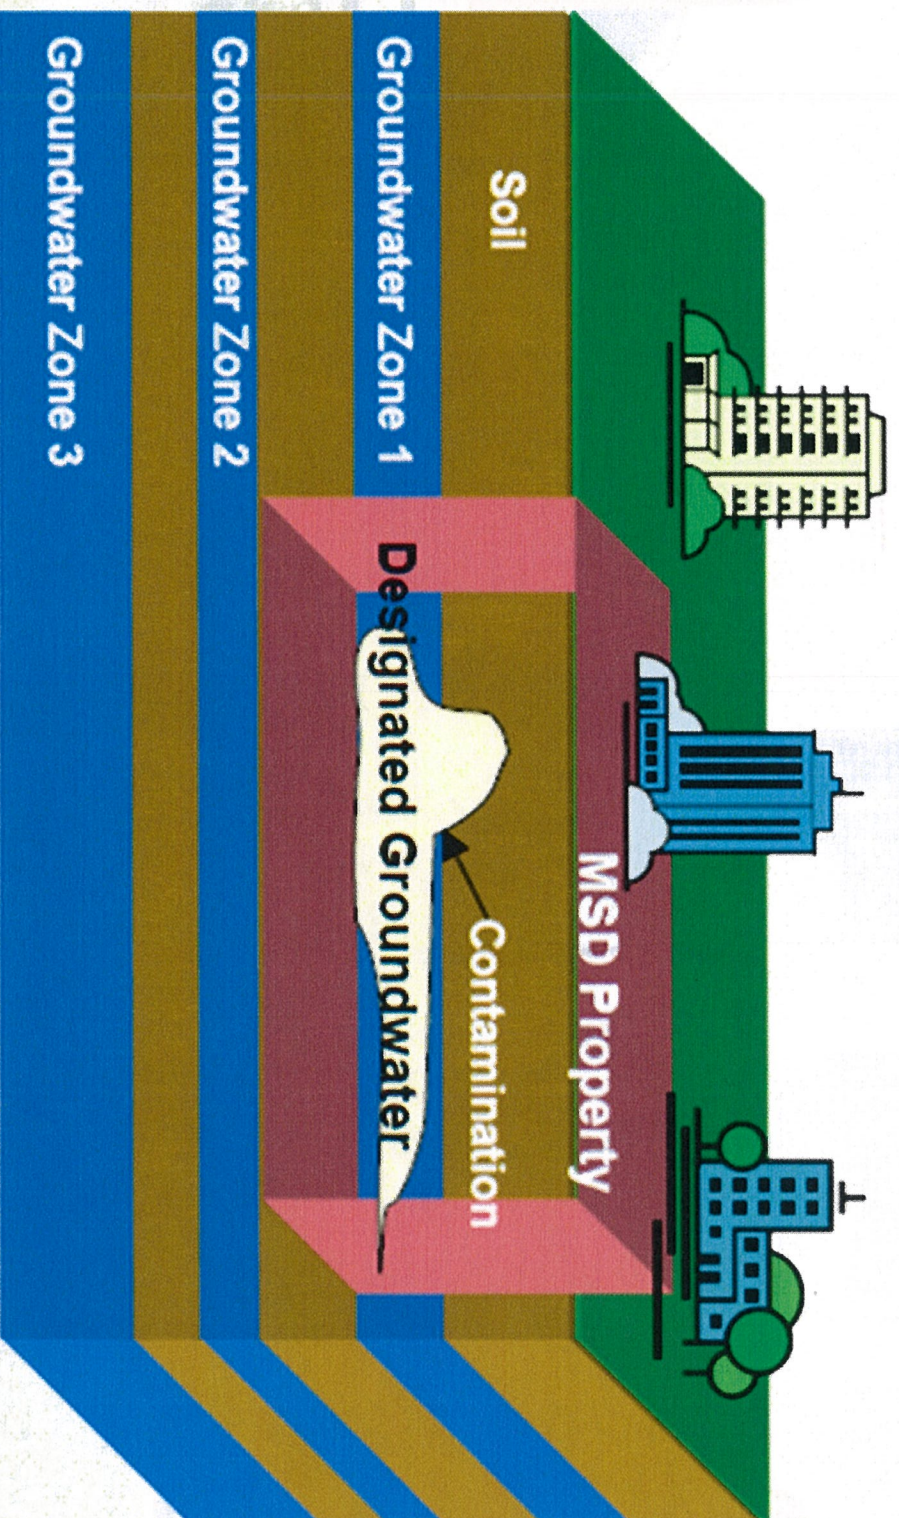 MSD Property
Soil
Contamination
Groundwater Zone 1
Designated Groundwater
Groundwater Zone 2
Groundwater Zone 3